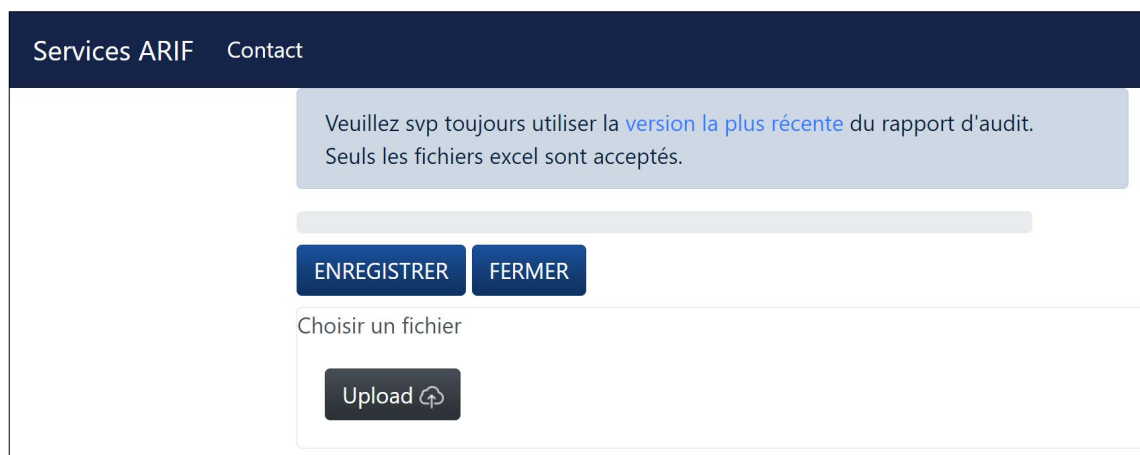 Services ARIF Contact
Veuillez svp toujours utiliser la version la plus récente du rapport d'audit.
Seuls les fichiers excel sont acceptés.
ENREGISTRER FERMER
Choisir un fichier
Upload